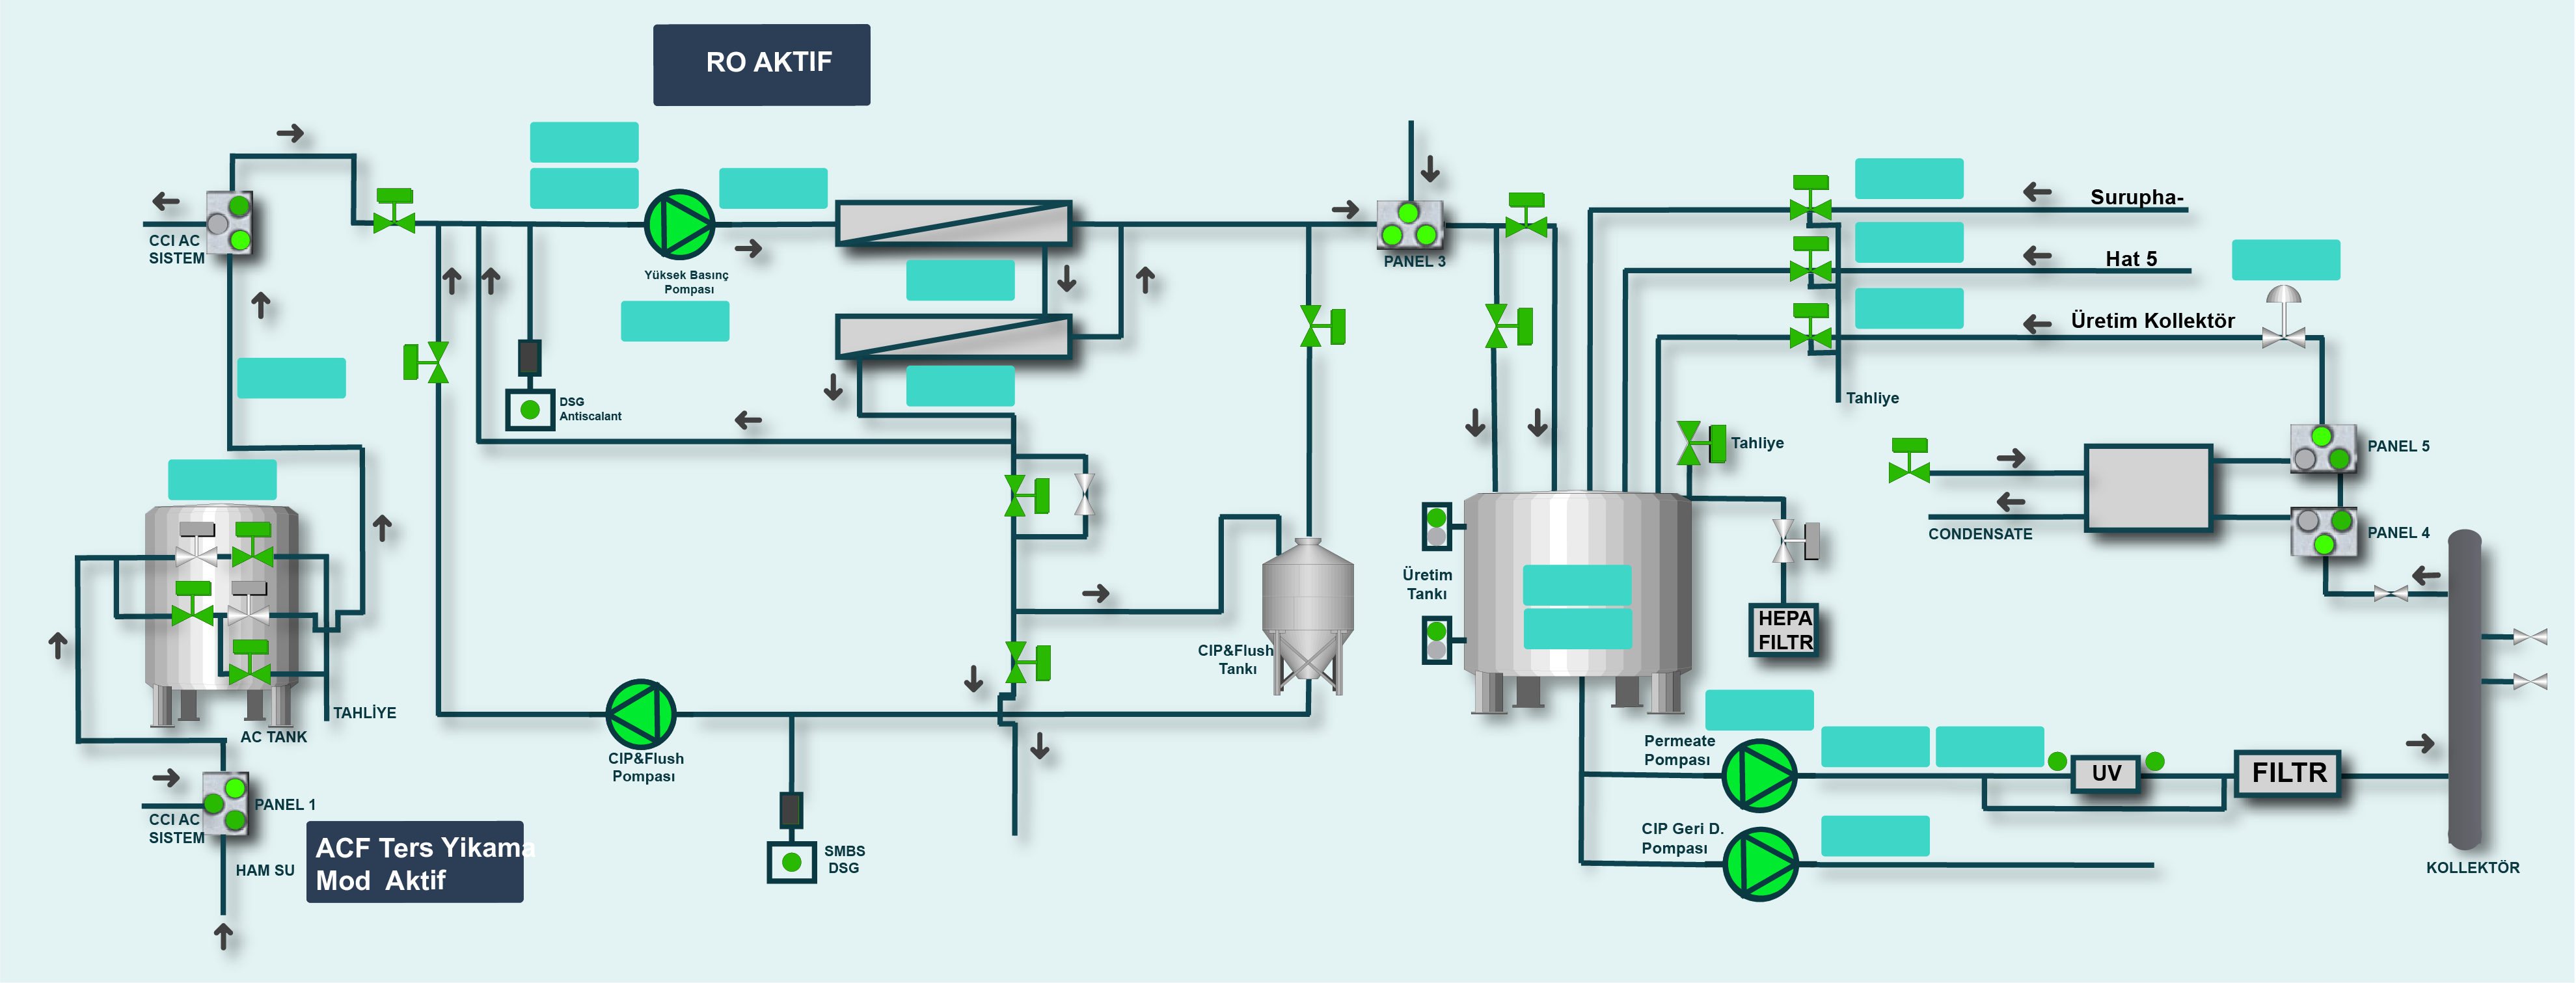 RO AKTIF
CCI AC
SISTEM
Yüksek Basınç
Pompası
DSG
Antiscalant
PANEL 3
Surupha-
Hat 5
Üretim Kollektör
Tahliye
Tahliye
PANEL 5
PANEL 4
CONDENSATE
Üretim
Tankı
HEPA
FILTR
CIP&Flush
Tankı
TAHLİYE
AC TANK
CIP&Flush
Pompası
PANEL 1
CCI AC
SISTEM
HAM SU
ACF Ters Yikama
Mod Aktif
SMBS
DSG
Permeate
Pompası
UV
FILTR
CIP Geri D.
Pompası
KOLLEKTÖR